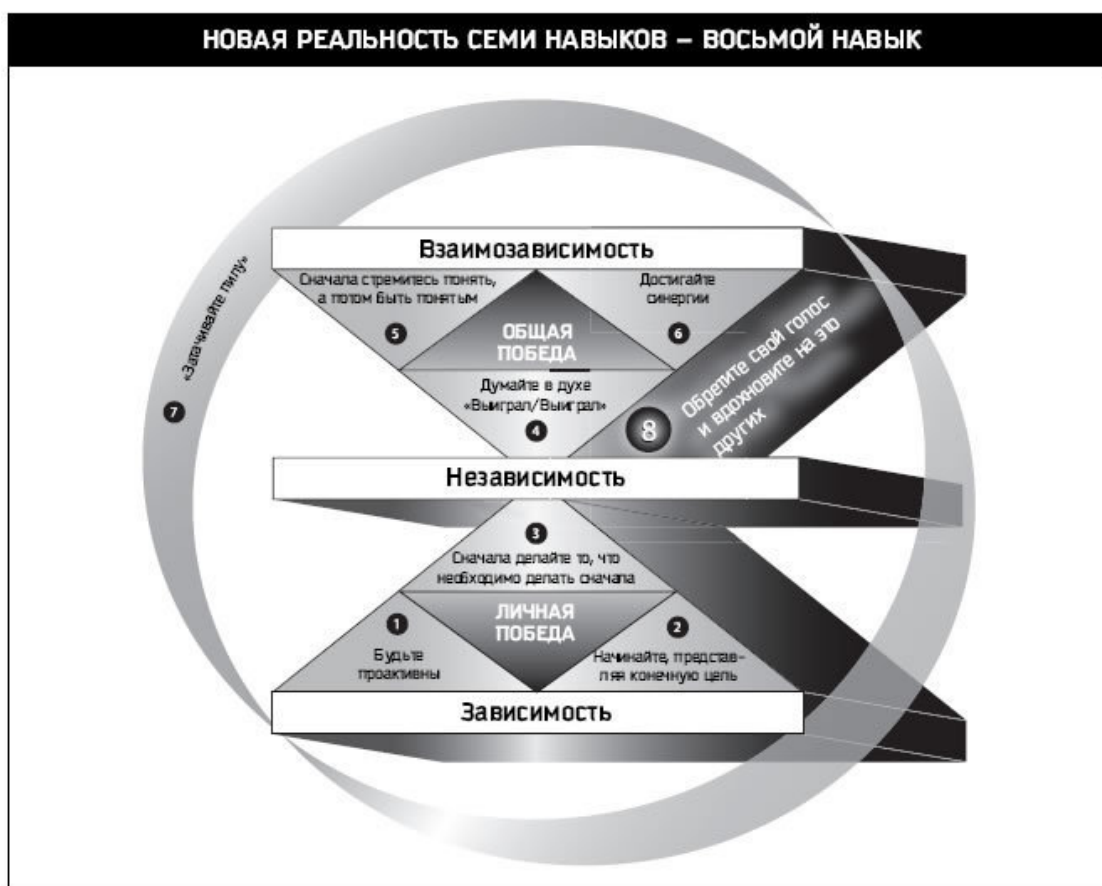 НОВАЯ РЕАЛЬНОСТЬ СЕМИ НАВЫКОВ – ВОСЬМОЙ НАВЫК
Взаимозависимость
Сначала стремитесь понять,
а потом быть понятым
5
Достигайте
синергии
6
ОБЩАЯ
ПОБЕДА
Думайте в духе
«Выиграл/Выиграл»
4
8
Обретите свой голос
и вдохновите на это
других
7
«Затачивайте пилу»
Независимость
3
Сначала делайте то, что
необходимо делать сначала
ЛИЧНАЯ
ПОБЕДА
1
Будьте
проактивны
2
Начинайте, представ-
ляя конечную цель
Зависимость